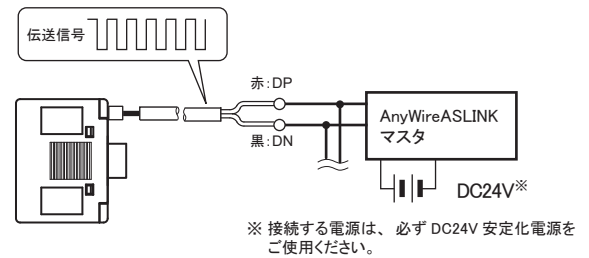 伝送信号
赤：DP
黒：DN
AnyWireASLINK
マスタ
DC24V※
※ 接続する電源は、必ず DC24V 安定化電源を
ご使用ください。